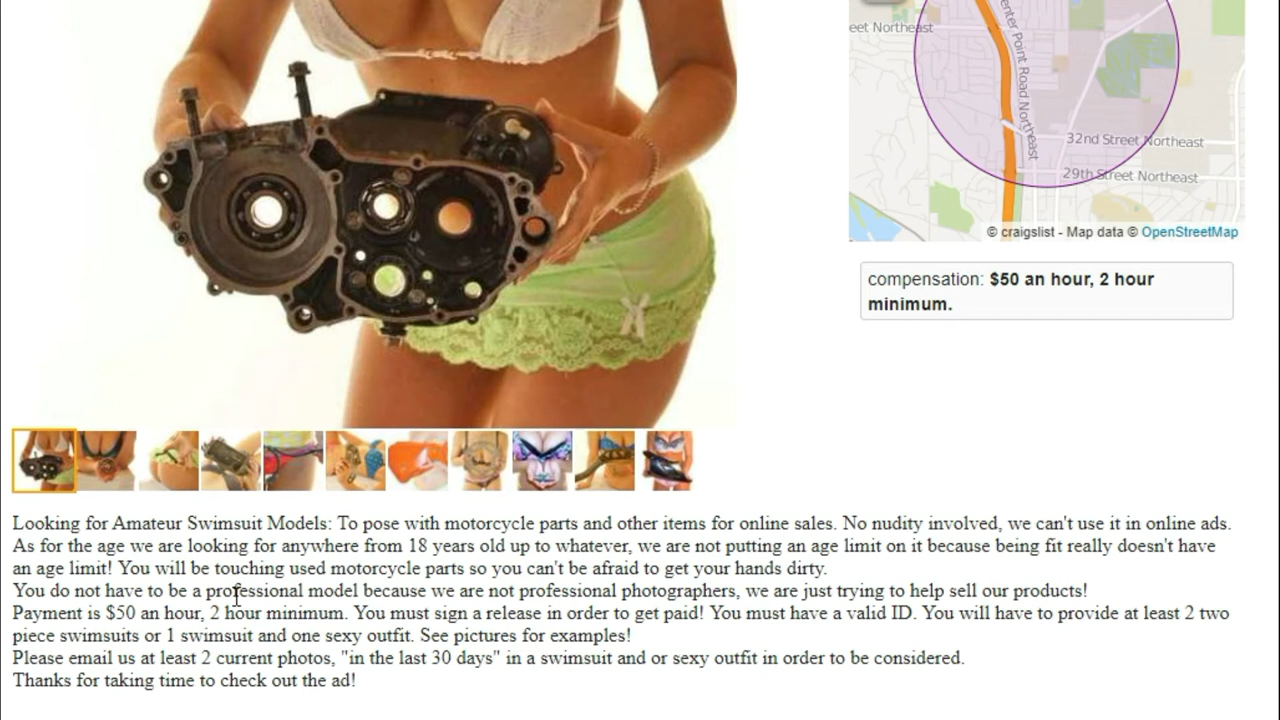 eet Northeast
enter Point Road Northeast
32nd Street Northeast
29th Street Northeast
© craigslist - Map data © OpenStreetMap
compensation: $50 an hour, 2 hour
minimum.
Looking for Amateur Swimsuit Models: To pose with motorcycle parts and other items for online sales. No nudity involved, we can't use it in online ads.
As for the age we are looking for anywhere from 18 years old up to whatever, we are not putting an age limit on it because being fit really doesn't have
an age limit! You will be touching used motorcycle parts so you can't be afraid to get your hands dirty.
You do not have to be a professional model because we are not professional photographers, we are just trying to help sell our products!
Payment is $50 an hour, 2 hour minimum. You must sign a release in order to get paid! You must have a valid ID. You will have to provide at least 2 two
piece swimsuits or 1 swimsuit and one sexy outfit. See pictures for examples!
Please email us at least 2 current photos, "in the last 30 days" in a swimsuit and or sexy outfit in order to be considered.
Thanks for taking time to check out the ad!